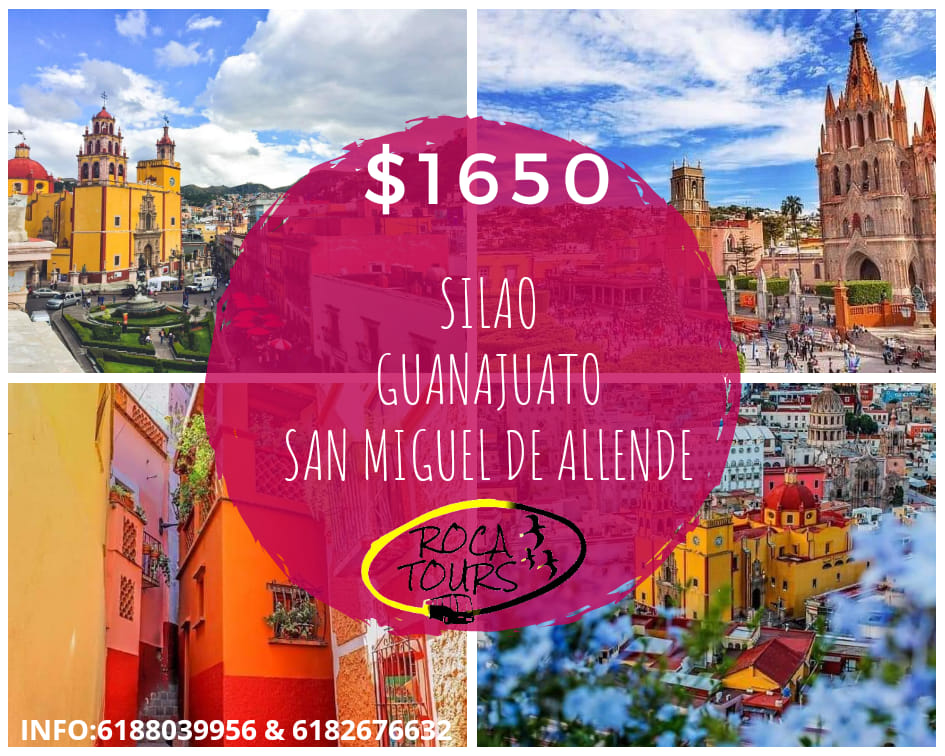 $1650
SILAO
GUANAJUATO
SAN MIGUEL DE ALLENDE
ROCA
TOURS
INFO:6188039956 & 6182676632